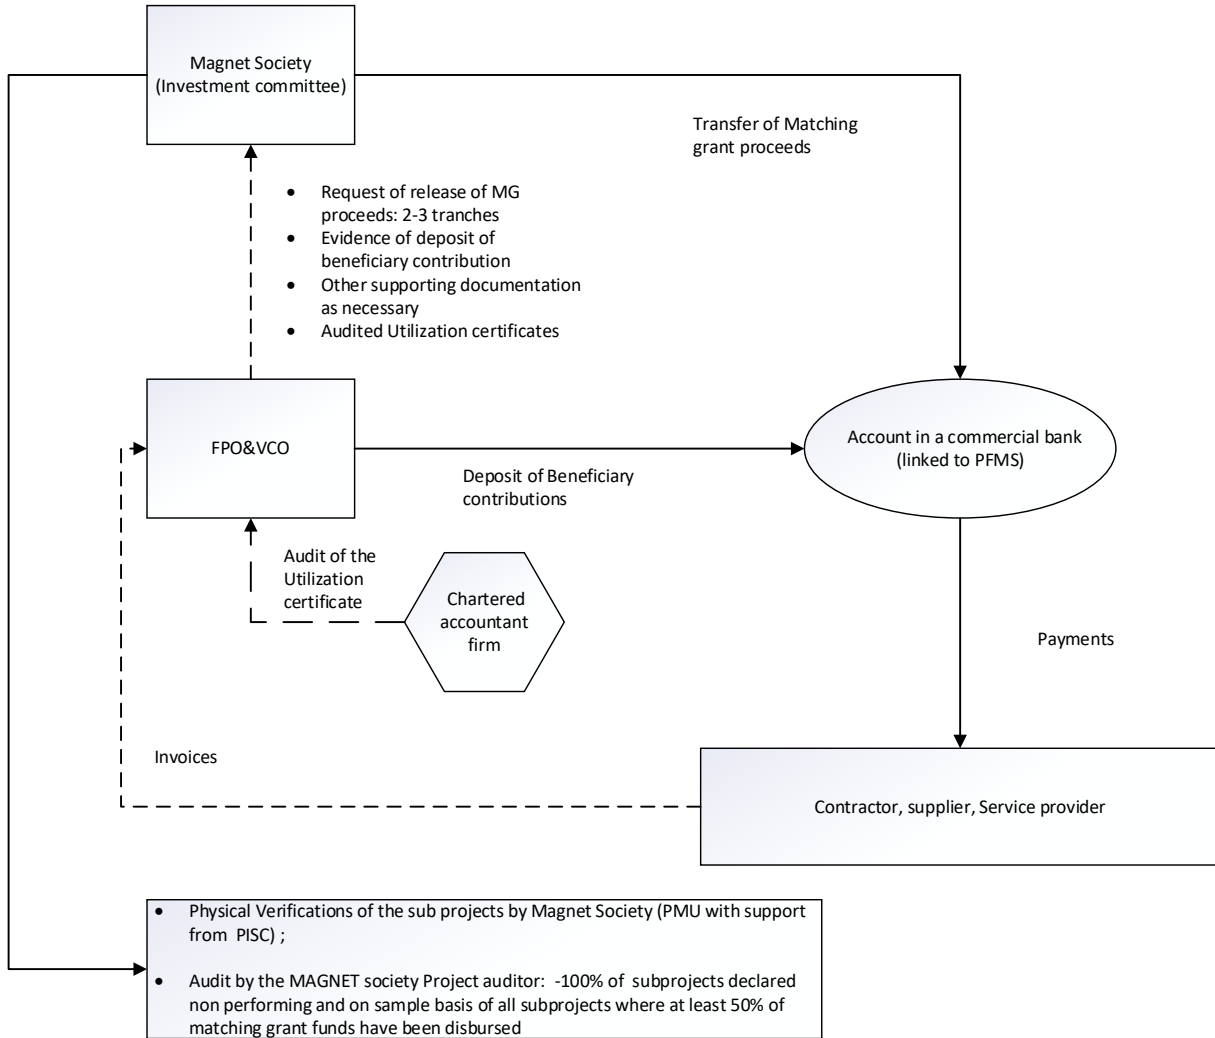 Magnet Society
(Investment committee)
Transfer of Matching
grant proceeds
• Request of release of MG
proceeds: 2-3 tranches
• Evidence of deposit of
beneficiary contribution
• Other supporting documentation
as necessary
• Audited Utilization certificates
FPO&VCO
Account in a commercial bank
(linked to PFMS)
Deposit of Beneficiary
contributions
Audit of the
Utilization
certificate
Chartered
accountant
firm
Payments
Invoices
Contractor, supplier, Service provider
• Physical Verifications of the sub projects by Magnet Society (PMU with support
from PISC) ;
• Audit by the MAGNET society Project auditor: -100% of subprojects declared
non performing and on sample basis of all subprojects where at least 50% of
matching grant funds have been disbursed